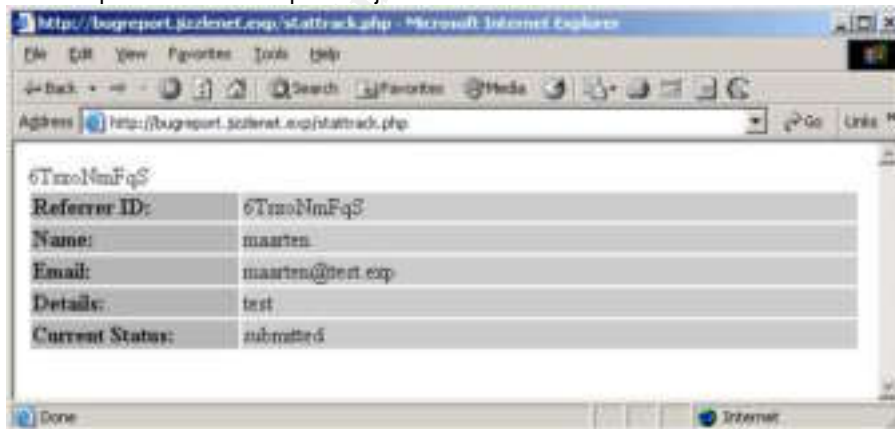 http://bugreport.jizzlenet.exp/stattrack.php - Microsoft Internet Explorer
File Edit View Favorites Tools Help
Back Search Favorites Media
Address http://bugreport.jizzlenet.exp/stattrack.php Go Links
Referrer ID:
Name: maarten
Email: maarten@test.exp
Details: test
Current Status: submitted
Done Internet